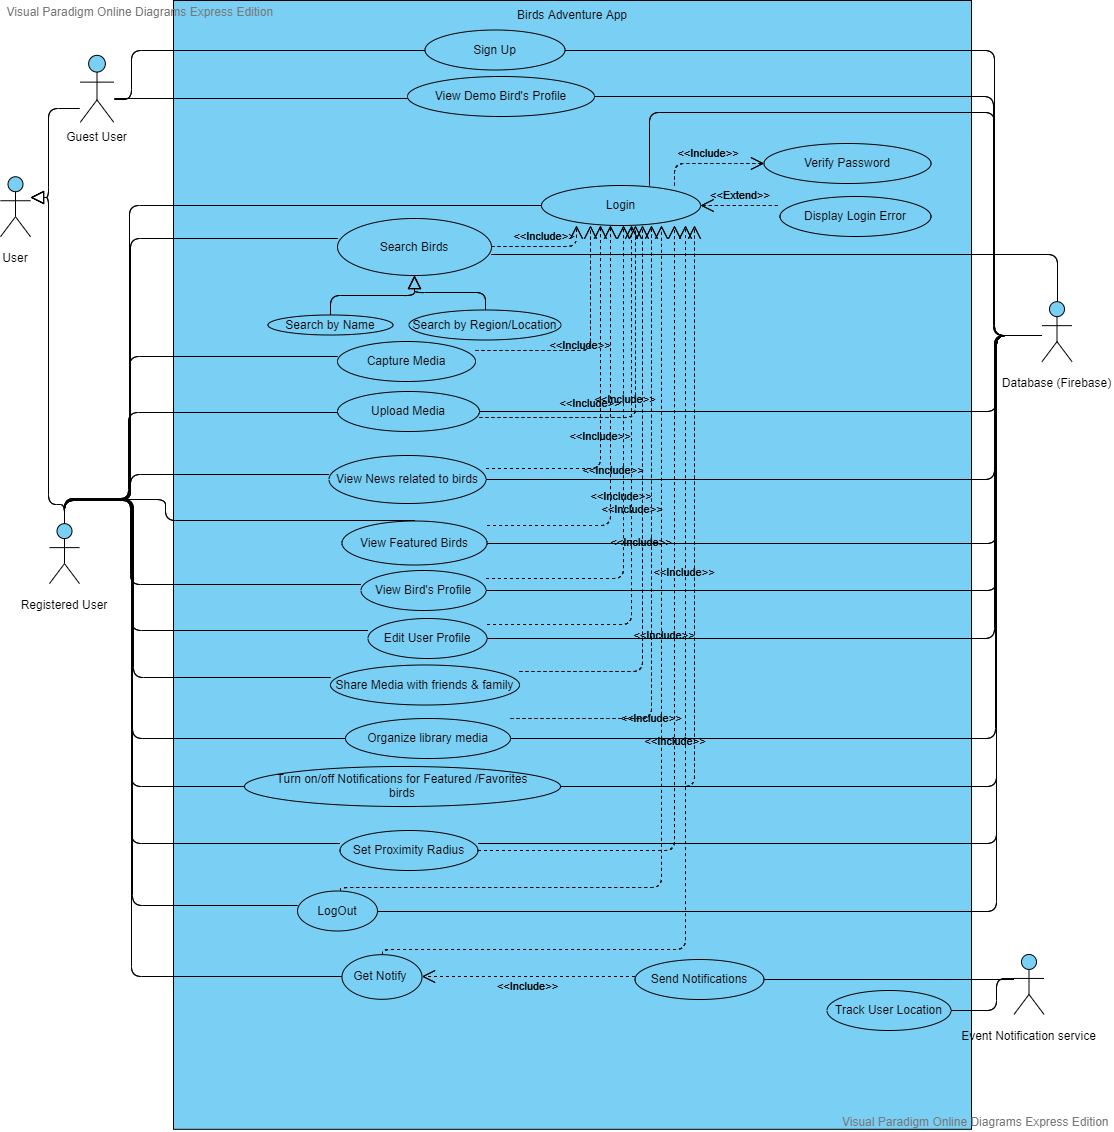 Visual Paradigm Online Diagrams Express Edition
Birds Adventure App
Sign Up
View Demo Bird's Profile
Guest User
<<Include>>
Verify Password
<<Extend>>
Login
Display Login Error
User
<<Include>>
Search Birds
Search by Name
Search by Region/Location
<<Include>>
Capture Media
Database (Firebase)
<<Include>>
<<Include>>
Upload Media
<<Include>>
<<Include>>
View News related to birds
<<Include>>
<<Include>>
View Featured Birds
<<Include>>
<<Include>>
View Bird's Profile
Registered User
Edit User Profile
<<Include>>
Share Media with friends & family
<<Include>>
Organize library media
<<Include>>
Turn on/off Notifications for Featured /Favorites
birds
Set Proximity Radius
LogOut
Get Notify
Send Notifications
<<Include>>
Track User Location
Event Notification service
Visual Paradigm Online Diagrams Express Edition